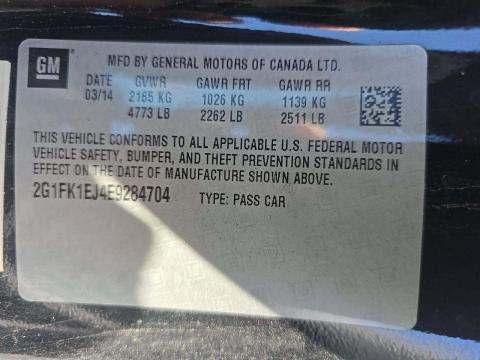 GM
MFD BY GENERAL MOTORS OF CANADA LTD.
DATE GVWR GAWR FRT GAWR RR
03/14 2165 KG 1026 KG 1139 KG
4773 LB 2262 LB 2511 LB
THIS VEHICLE CONFORMS TO ALL APPLICABLE U.S. FEDERAL MOTOR
VEHICLE SAFETY, BUMPER, AND THEFT PREVENTION STANDARDS IN
EFFECT ON THE DATE OF MANUFACTURE SHOWN ABOVE.
2G1FK1EJ4E9284704 TYPE: PASS CAR